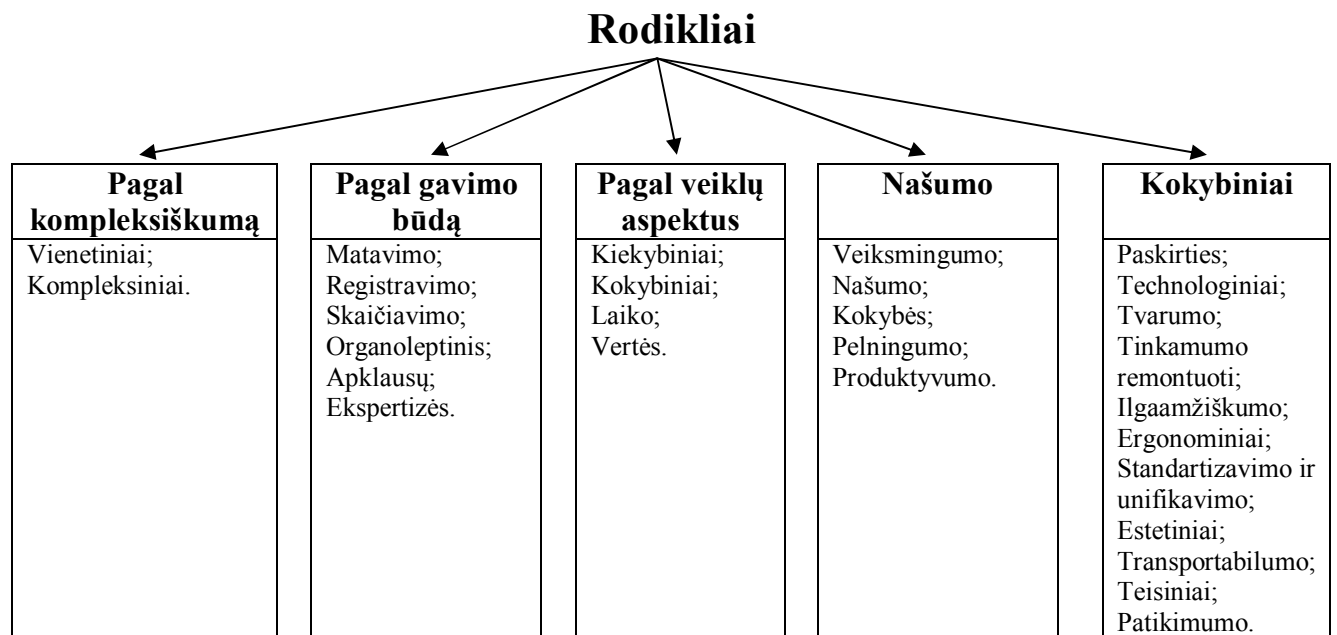 Rodikliai
Pagal
kompleksiškumą
Vienetiniai;
Kompleksiniai.
Pagal gavimo
būdą
Matavimo;
Registravimo;
Skaičiavimo;
Organoleptinis;
Apklausų;
Ekspertizės.
Pagal veiklų
aspektus
Kiekybiniai;
Kokybiniai;
Laiko;
Vertės.
Našumo
Veiksmingumo;
Našumo;
Kokybės;
Pelningumo;
Produktyvumo.
Kokybiniai
Paskirties;
Technologiniai;
Tvarumo;
Tinkamumo
remontuoti;
Ilgaamžiškumo;
Ergonominiai;
Standartizavimo ir
unifikavimo;
Estetiniai;
Transportabilumo;
Teisiniai;
Patikimumo.